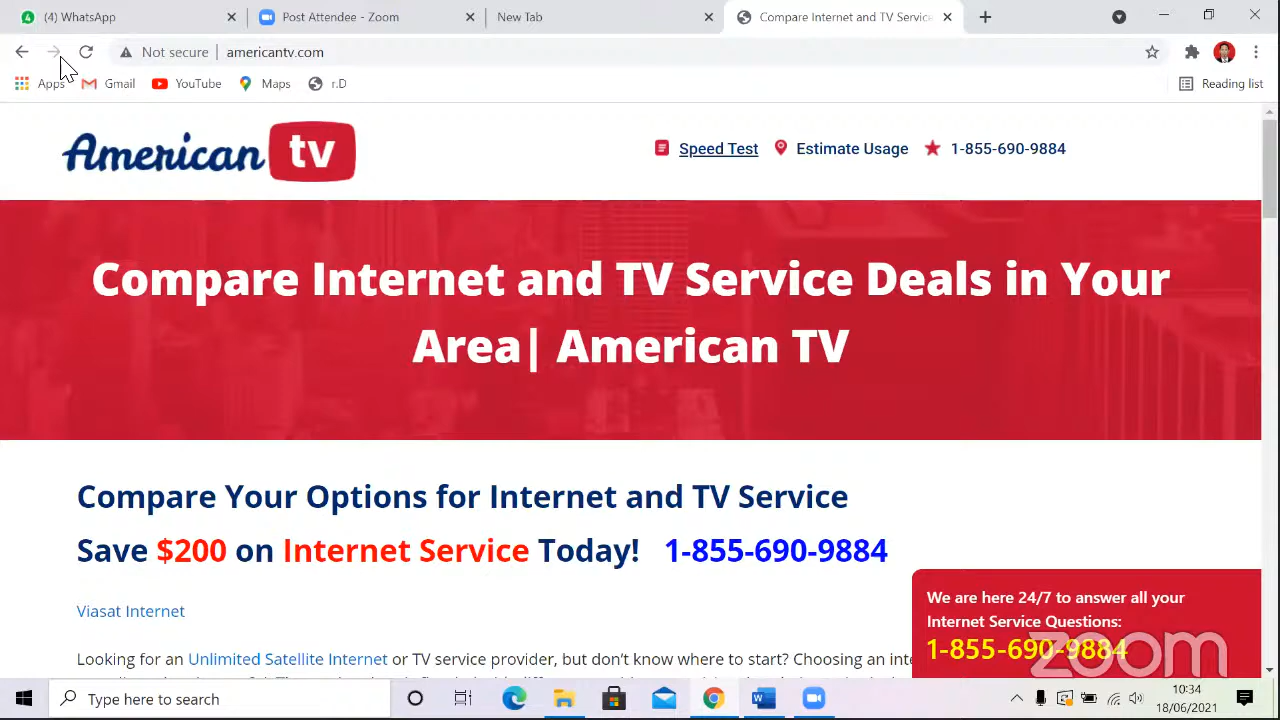 (4) WhatsApp
Post Attendee - Zoom
New Tab
Compare Internet and TV Service
Not secure
americantv.com
Apps
Gmail
YouTube
Maps
r.D
Reading list
American tv
Speed Test
Estimate Usage
1-855-690-9884
Compare Internet and TV Service Deals in Your
Area| American TV
Compare Your Options for Internet and TV Service
Save $200 on Internet Service Today! 1-855-690-9884
Viasat Internet
Looking for an Unlimited Satellite Internet or TV service provider, but don't know where to start? Choosing an inte
We are here 24/7 to answer all your
Internet Service Questions:
1-855-690-9884
zoom
Type here to search
10:34
18/06/2021